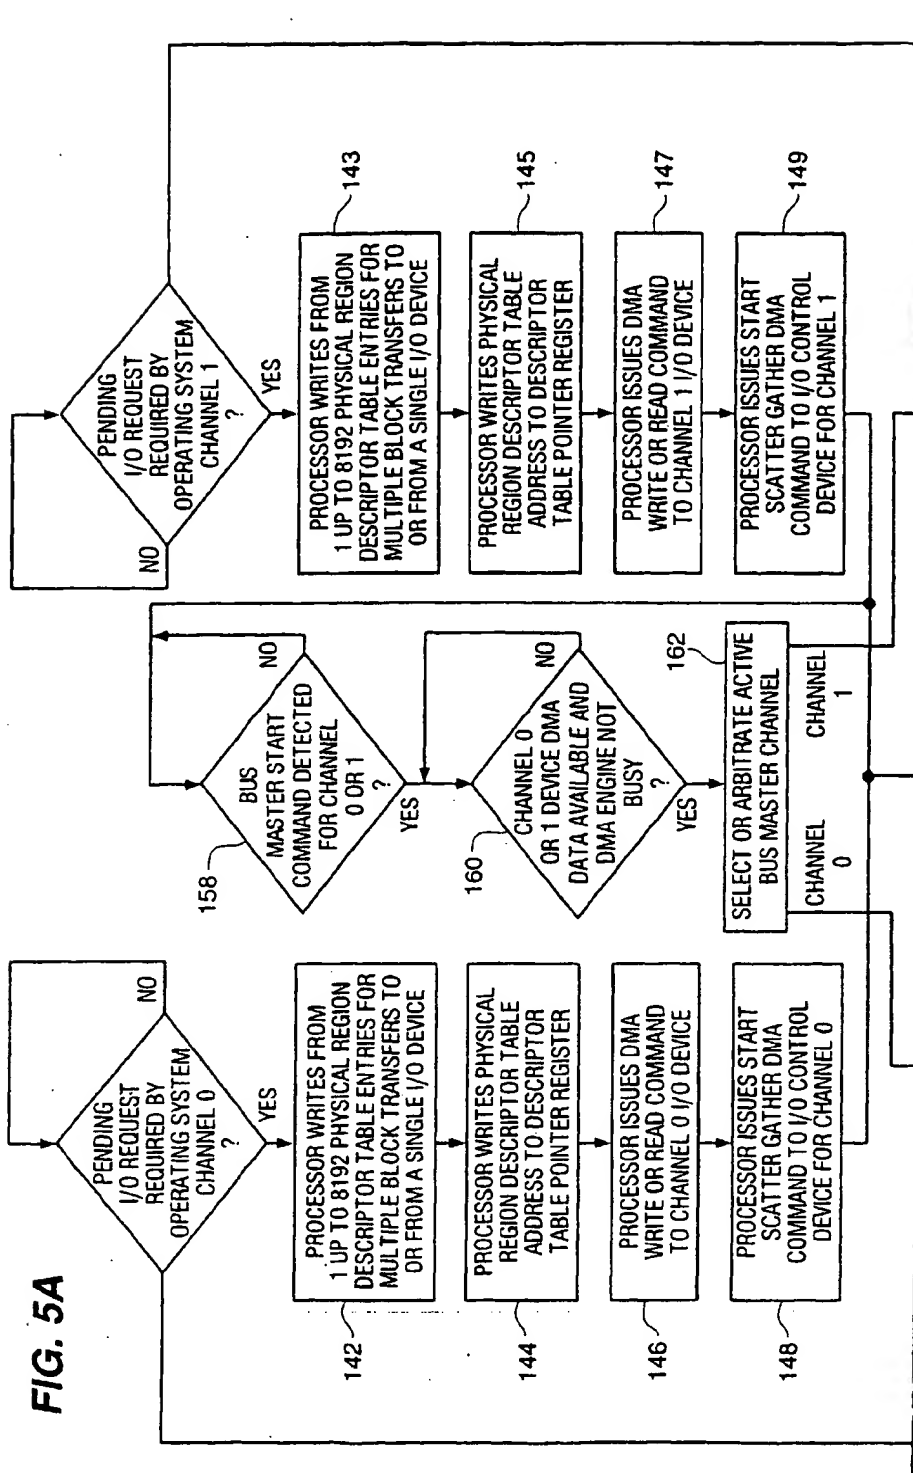 FIG. 5A
PENDING
I/O REQUEST
REQUIRED BY
OPERATING SYSTEM
CHANNEL 0
?
NO
YES
142
PROCESSOR WRITES FROM
1 UP TO 8192 PHYSICAL REGION
DESCRIPTOR TABLE ENTRIES FOR
MULTIPLE BLOCK TRANSFERS TO
OR FROM A SINGLE I/O DEVICE
144
PROCESSOR WRITES PHYSICAL
REGION DESCRIPTOR TABLE
ADDRESS TO DESCRIPTOR
TABLE POINTER REGISTER
146
PROCESSOR ISSUES DMA
WRITE OR READ COMMAND
TO CHANNEL 0 I/O DEVICE
148
PROCESSOR ISSUES START
SCATTER GATHER DMA
COMMAND TO I/O CONTROL
DEVICE FOR CHANNEL 0
158
BUS
MASTER START
COMMAND DETECTED
FOR CHANNEL
0 OR 1
?
NO
YES
160
CHANNEL 0
OR 1 DEVICE DMA
DATA AVAILABLE AND
DMA ENGINE NOT
BUSY
?
NO
YES
162
SELECT OR ARBITRATE ACTIVE
BUS MASTER CHANNEL
CHANNEL
0
CHANNEL
1
PENDING
I/O REQUEST
REQUIRED BY
OPERATING SYSTEM
CHANNEL 1
?
NO
YES
143
PROCESSOR WRITES FROM
1 UP TO 8192 PHYSICAL REGION
DESCRIPTOR TABLE ENTRIES FOR
MULTIPLE BLOCK TRANSFERS TO
OR FROM A SINGLE I/O DEVICE
145
PROCESSOR WRITES PHYSICAL
REGION DESCRIPTOR TABLE
ADDRESS TO DESCRIPTOR
TABLE POINTER REGISTER
147
PROCESSOR ISSUES DMA
WRITE OR READ COMMAND
TO CHANNEL 1 I/O DEVICE
149
PROCESSOR ISSUES START
SCATTER GATHER DMA
COMMAND TO I/O CONTROL
DEVICE FOR CHANNEL 1